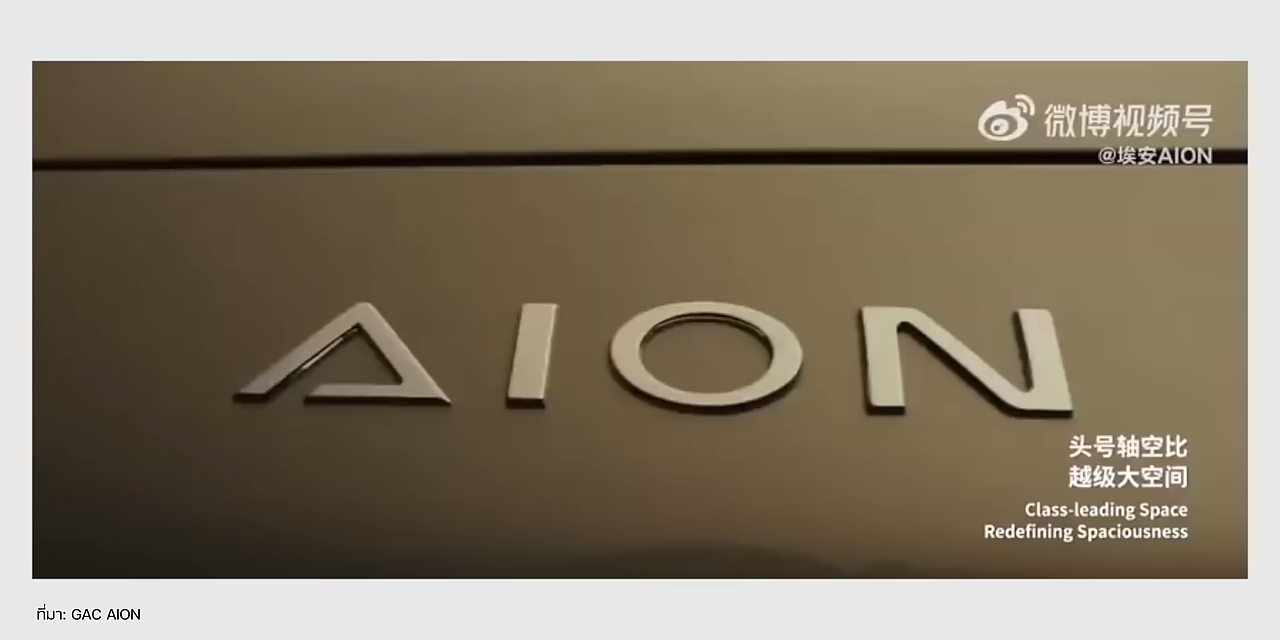 微博视频号
@埃安AION
AION
头号轴空比
越级大空间
Class-leading Space
Redefining Spaciousness
ที่มา: GAC AION